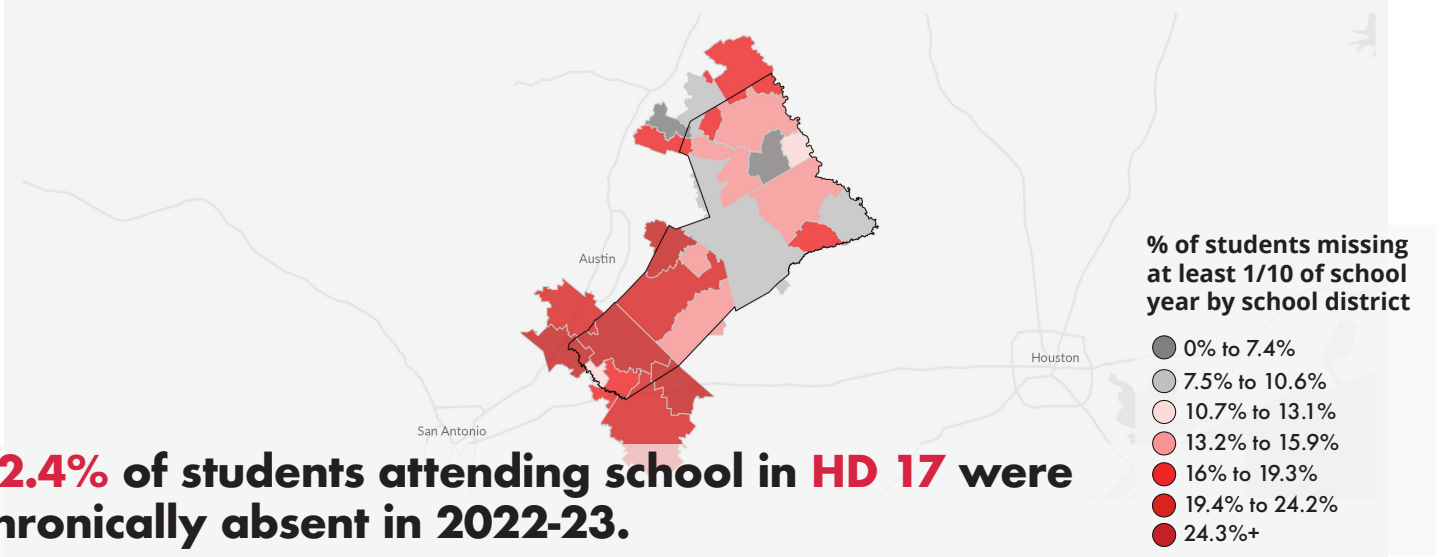 Austin
% of students missing
at least 1/10 of school
year by school district
Houston
0% to 7.4%
7.5% to 10.6%
10.7% to 13.1%
San Antonio
13.2% to 15.9%
16% to 19.3%
19.4% to 24.2%
24.3%+
2.4% of students attending school in HD 17 were
hronically absent in 2022-23.